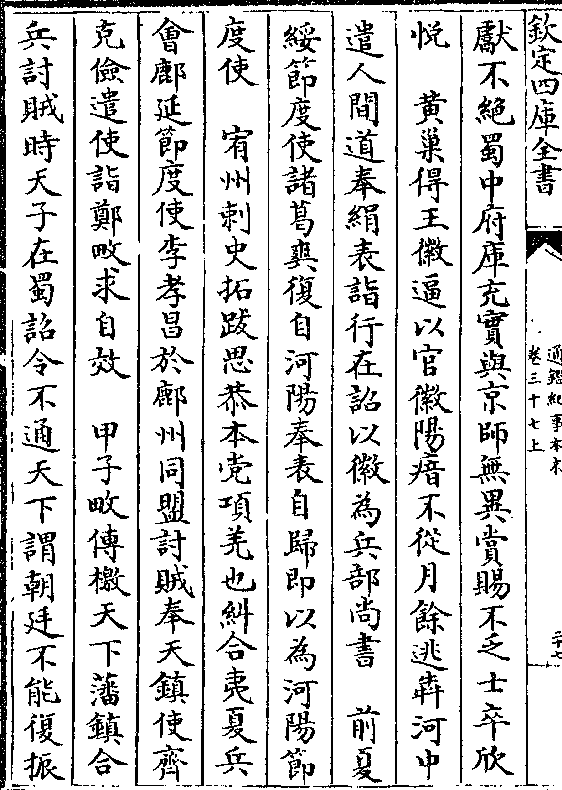 欽定四庫全書
通鑑紀事本末
卷三十七上
二十七
獻不絕蜀中府庫充實與京師無異賞賜不乏士卒欣
悅　黄巢得王徽逼以官徽陽瘖不從月餘逃犇河中
遣人間道奉絹表詣行在詔以徽為兵部尚書　前夏
綏節度使諸葛爽復自河陽奉表自歸即以為河陽節
度使　宥州刺史拓跋思恭本党項羌也糾合夷夏兵
㑹鄜延節度使李孝昌於鄜州同盟討賊奉天鎮使齊
克儉遣使詣鄭畋求自效　甲子畋傳檄天下藩鎮合
兵討賊時天子在蜀詔令不通天下謂朝廷不能復振